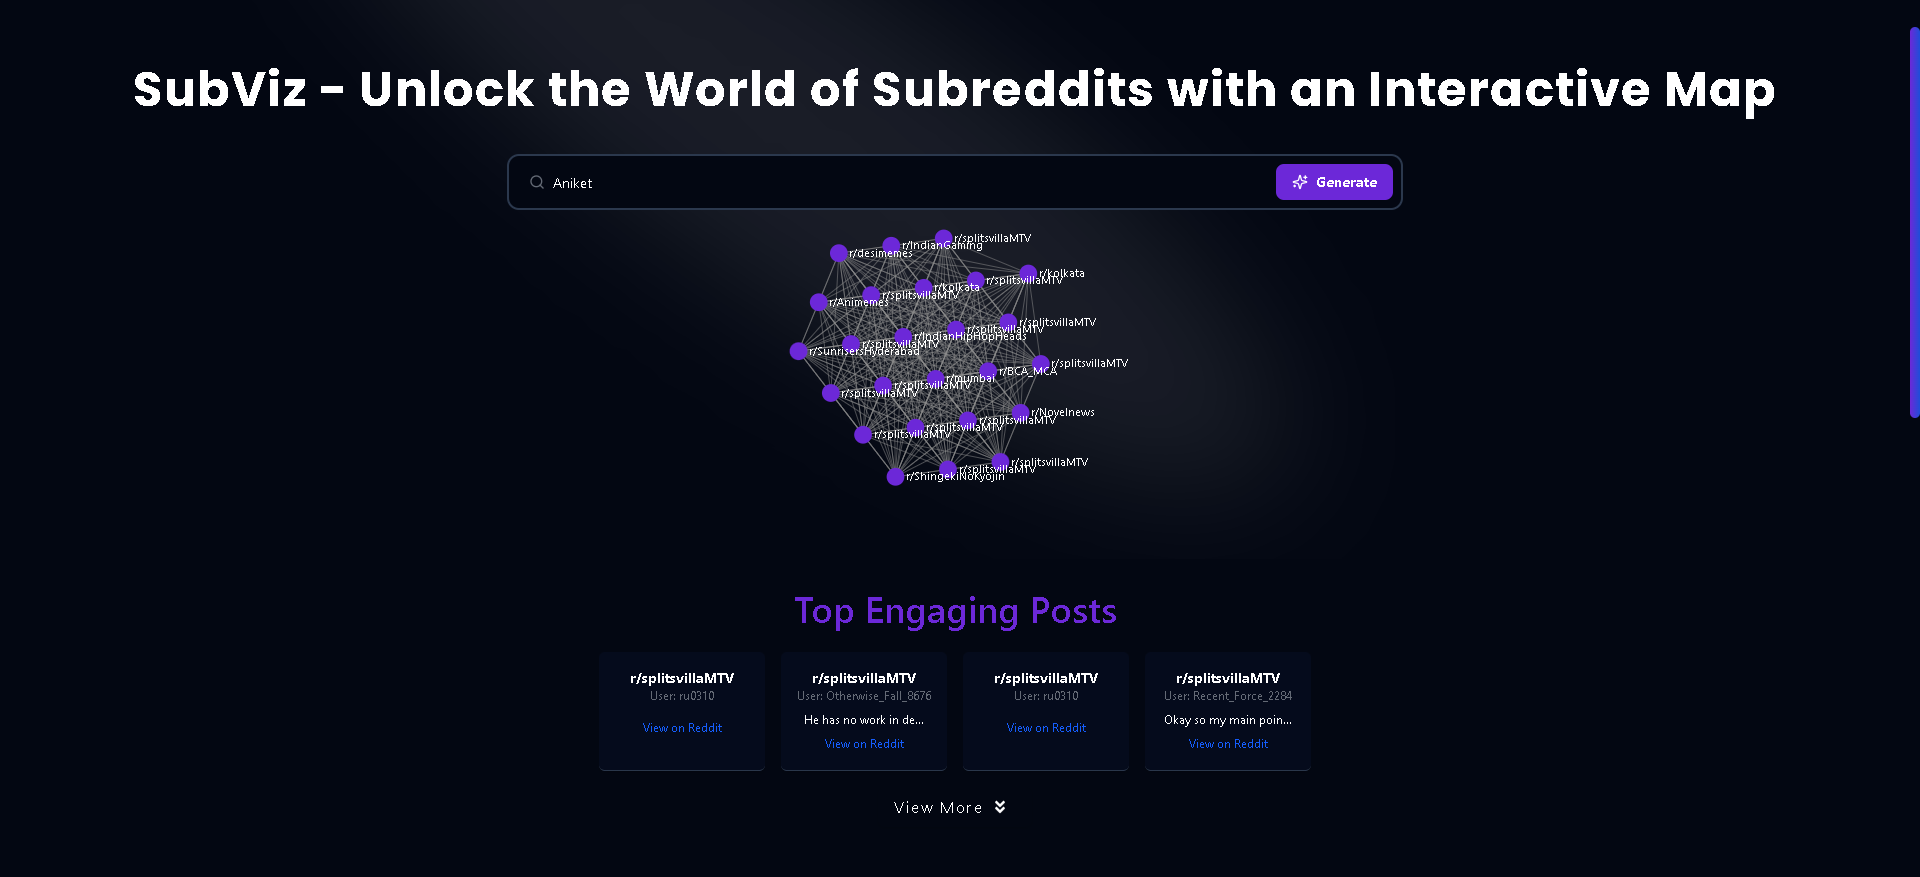 SubViz - Unlock the World of Subreddits with an Interactive Map
Aniket
Generate
r/splitsvillaMTV
r/IndianGaming
r/desimemes
r/kolkata
r/splitsvillaMTV
r/kolkata
r/splitsvillaMTV
r/Animemes
r/splitsvillaMTV
r/splitsvillaMTV
r/IndianHipHopHeads
r/splitsvillaMTV
r/SunrisersHyderabad
r/splitsvillaMTV
r/BCA_MCA
r/mumbai
r/splitsvillaMTV
r/splitsvillaMTV
r/Novelnews
r/splitsvillaMTV
r/splitsvillaMTV
r/splitsvillaMTV
r/splitsvillaMTV
r/splitsvillaMTV
r/ShingekiNoKyojin
Top Engaging Posts
r/splitsvillaMTV
User: ru0310
View on Reddit
r/splitsvillaMTV
User: Otherwise_Fall_8676
He has no work in de...
View on Reddit
r/splitsvillaMTV
User: ru0310
View on Reddit
r/splitsvillaMTV
User: Recent_Force_2284
Okay so my main poin...
View on Reddit
View More